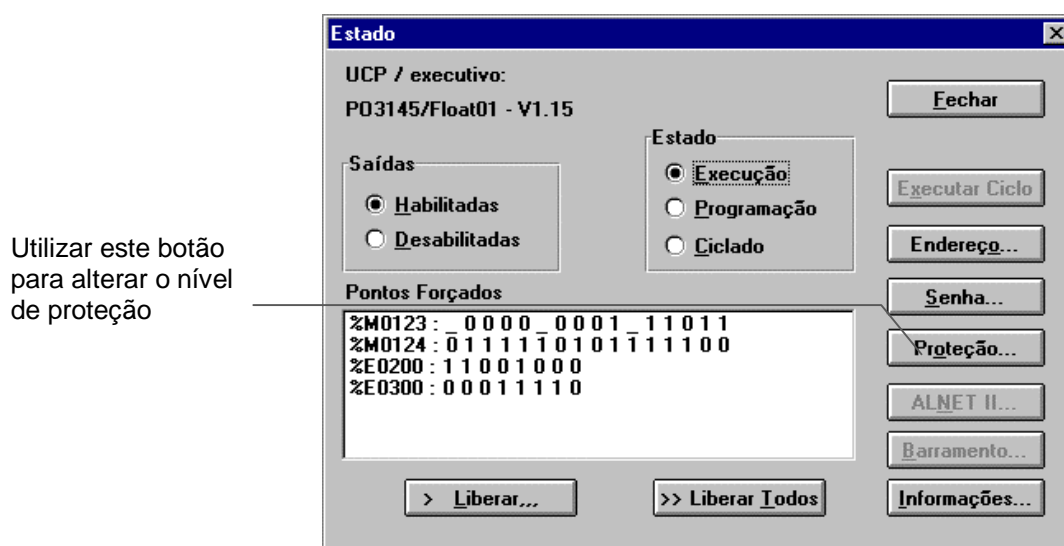 Estado
UCP / executivo:
PO3145/Float01 - V1.15
Fechar
Saídas
Habilitadas
Desabilitadas
Estado
Execução
Programação
Ciclado
Executar Ciclo
Endereço...
Senha...
Proteção...
ALNET II...
Barramento...
Informações...
Utilizar este botão
para alterar o nível
de proteção
Pontos Forçados
%M0123 : _ 0 0 0 0 _ 0 0 0 1 _ 1 1 0 1 1
%M0124 : 0 1 1 1 1 1 0 1 0 1 1 1 1 1 0 0
%E0200 : 1 1 0 0 1 0 0 0
%E0300 : 0 0 0 1 1 1 1 0
> Liberar,,,
>> Liberar Todos